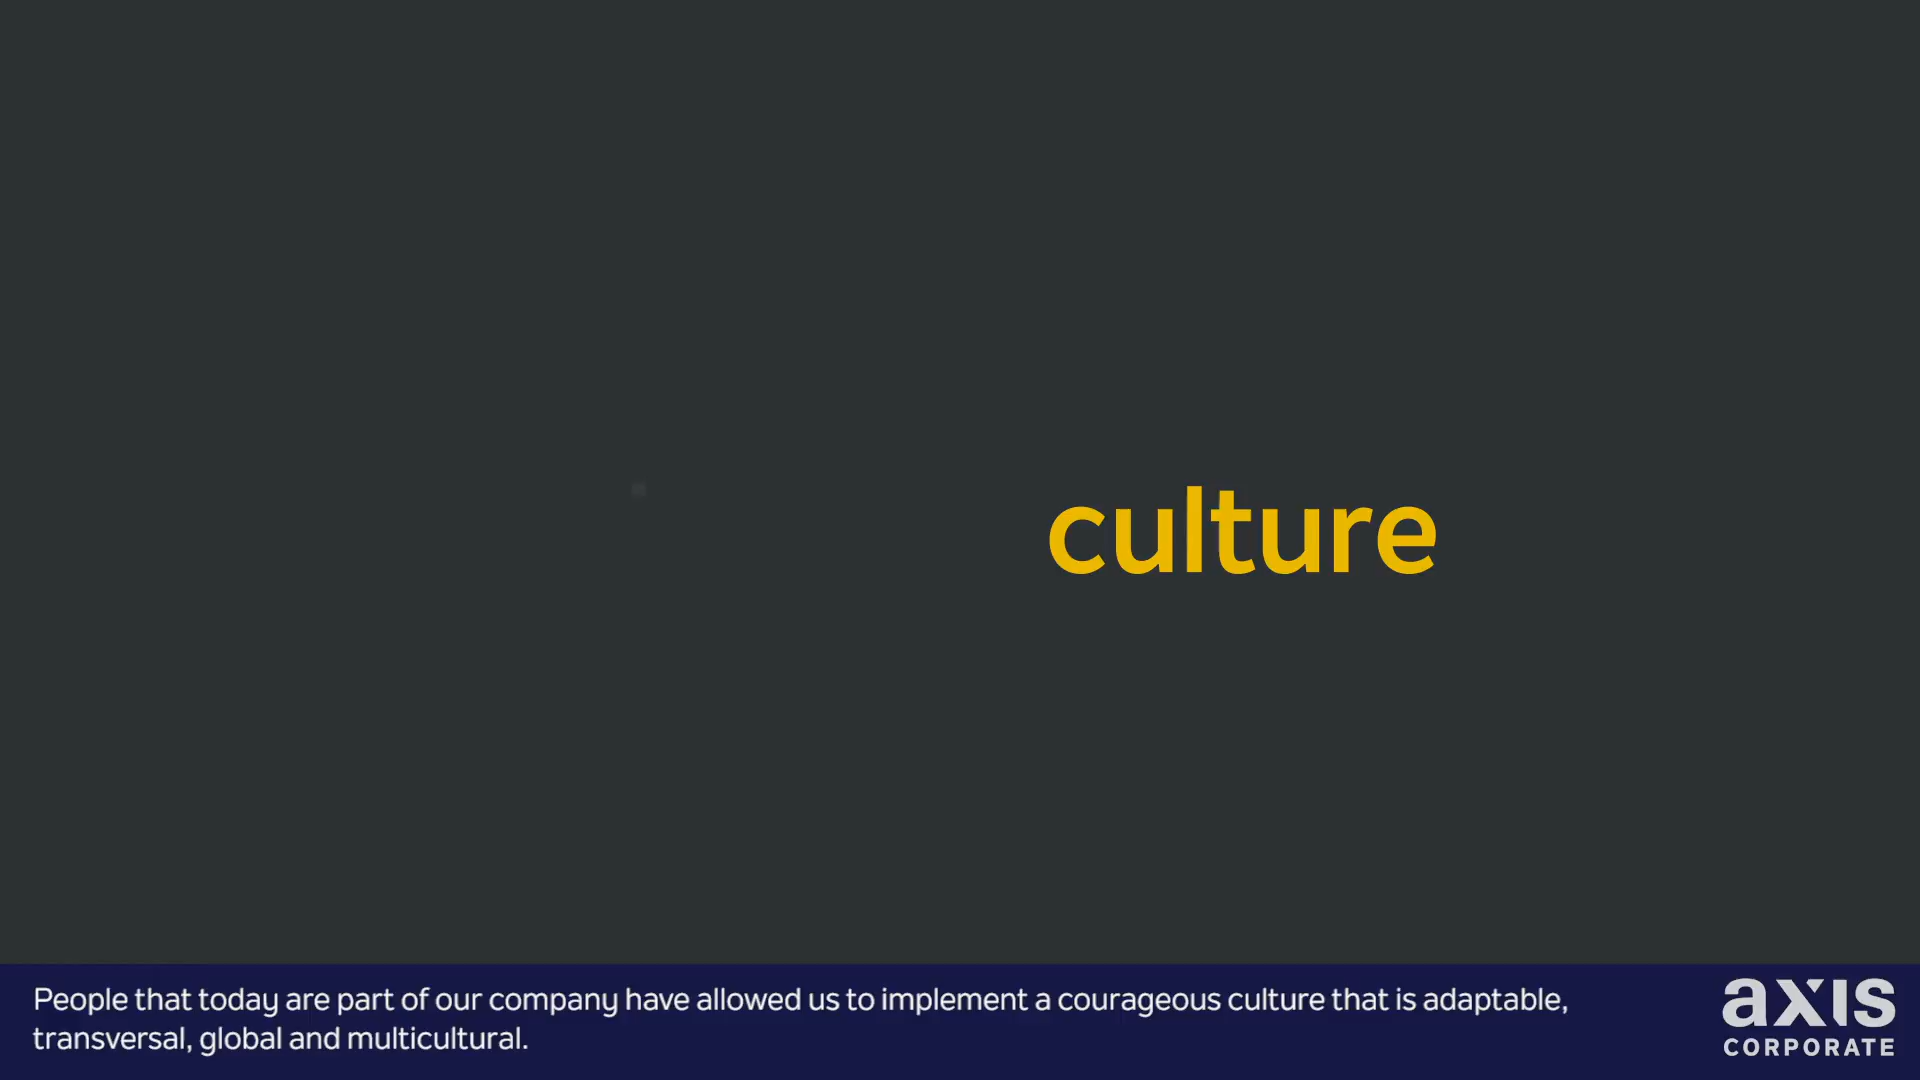 culture
People that today are part of our company have allowed us to implement a courageous culture that is adaptable,
transversal, global and multicultural.
axis
CORPORATE